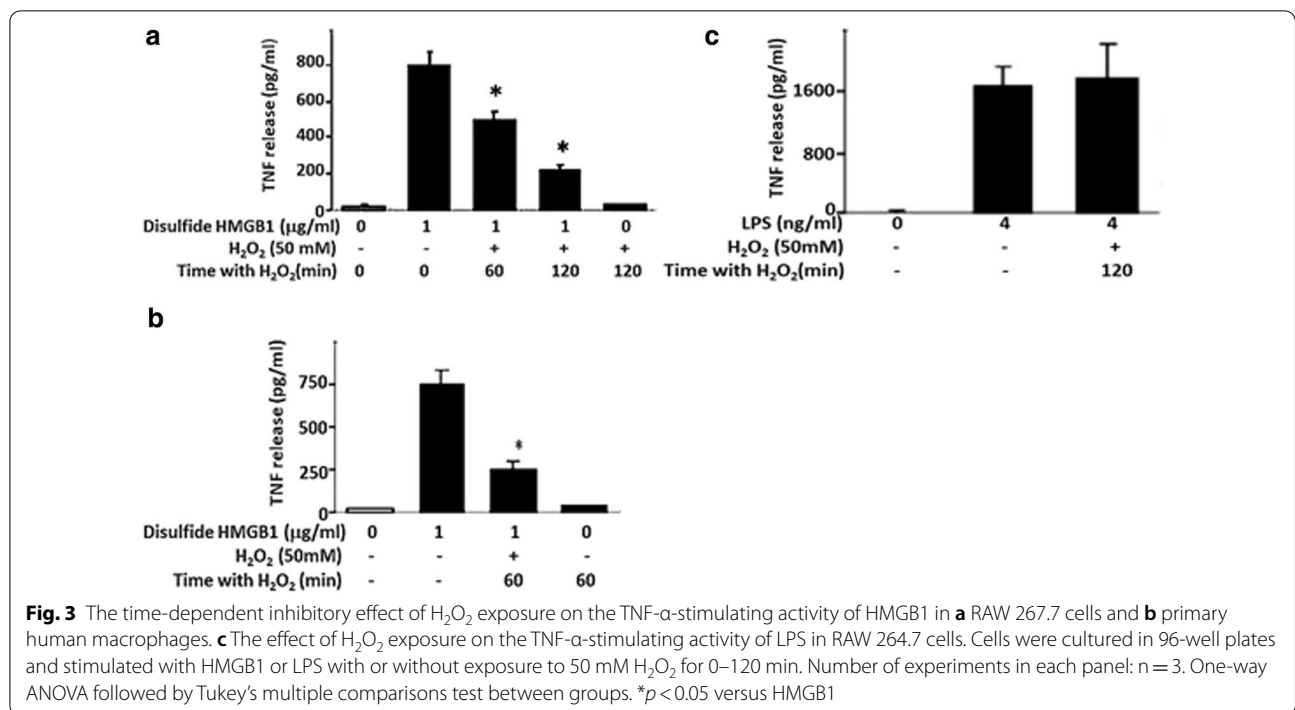 a
TNF release (pg/ml)
800
600
400
200
0
Disulfide HMGB1 (μg/ml) 0 1 1 1 0
H₂O₂ (50 mM) - - + + +
Time with H₂O₂(min) 0 0 60 120 120
* *
c
TNF release (pg/ml)
1600
800
0
LPS (ng/ml) 0 4 4
H₂O₂ (50mM) - - +
Time with H₂O₂(min) - - 120
b
TNF release (pg/ml)
750
500
250
0
*
Disulfide HMGB1 (μg/ml) 0 1 1 0
H₂O₂ (50mM) - - + -
Time with H₂O₂ (min) - - 60 60
Fig. 3 The time-dependent inhibitory effect of H₂O₂ exposure on the TNF-α-stimulating activity of HMGB1 in a RAW 267.7 cells and b primary
human macrophages. c The effect of H₂O₂ exposure on the TNF-α-stimulating activity of LPS in RAW 264.7 cells. Cells were cultured in 96-well plates
and stimulated with HMGB1 or LPS with or without exposure to 50 mM H₂O₂ for 0–120 min. Number of experiments in each panel: n = 3. One-way
ANOVA followed by Tukey's multiple comparisons test between groups. *p < 0.05 versus HMGB1